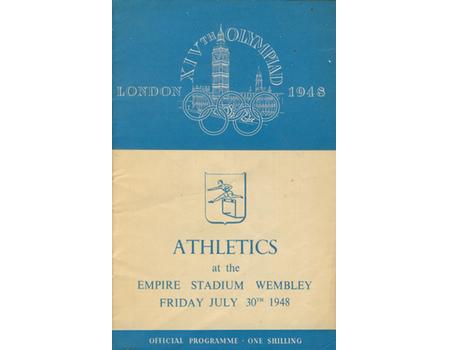 XIVTH OLYMPIAD
LONDON 1948
ATHLETICS
at the
EMPIRE STADIUM WEMBLEY
FRIDAY JULY 30TH 1948
OFFICIAL PROGRAMME · ONE SHILLING